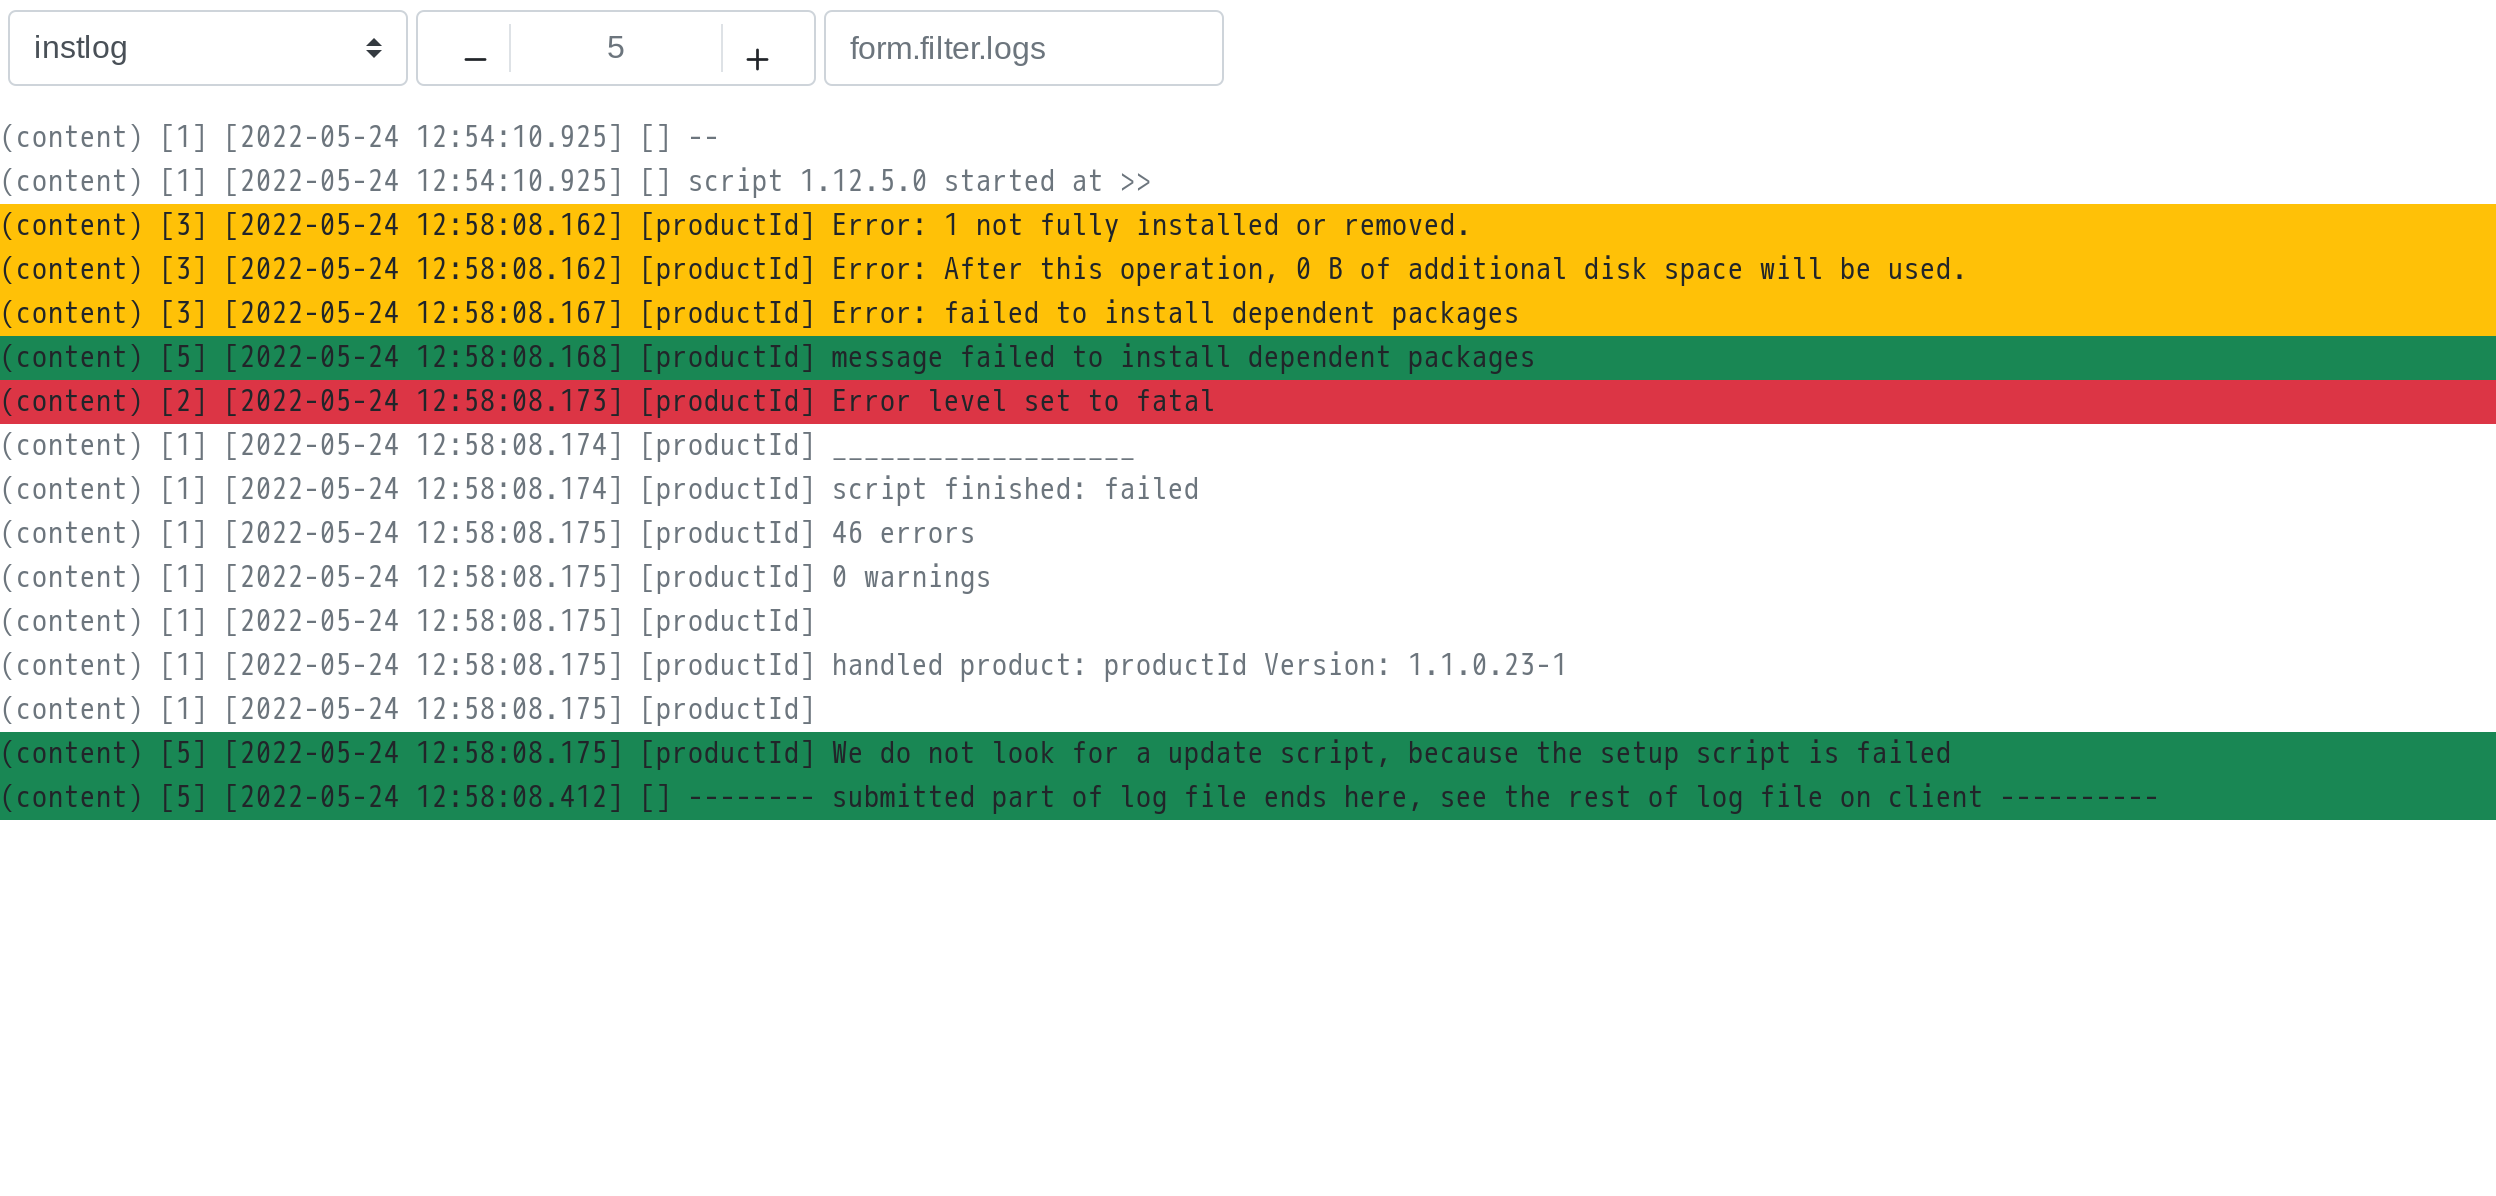 instlog
− 5 +
form.filter.logs
(content) [1] [2022-05-24 12:54:10.925] [] --
(content) [1] [2022-05-24 12:54:10.925] [] script 1.12.5.0 started at >>
(content) [3] [2022-05-24 12:58:08.162] [productId] Error: 1 not fully installed or removed.
(content) [3] [2022-05-24 12:58:08.162] [productId] Error: After this operation, 0 B of additional disk space will be used.
(content) [3] [2022-05-24 12:58:08.167] [productId] Error: failed to install dependent packages
(content) [5] [2022-05-24 12:58:08.168] [productId] message failed to install dependent packages
(content) [2] [2022-05-24 12:58:08.173] [productId] Error level set to fatal
(content) [1] [2022-05-24 12:58:08.174] [productId] ___________________
(content) [1] [2022-05-24 12:58:08.174] [productId] script finished: failed
(content) [1] [2022-05-24 12:58:08.175] [productId] 46 errors
(content) [1] [2022-05-24 12:58:08.175] [productId] 0 warnings
(content) [1] [2022-05-24 12:58:08.175] [productId]
(content) [1] [2022-05-24 12:58:08.175] [productId] handled product: productId Version: 1.1.0.23-1
(content) [1] [2022-05-24 12:58:08.175] [productId]
(content) [5] [2022-05-24 12:58:08.175] [productId] We do not look for a update script, because the setup script is failed
(content) [5] [2022-05-24 12:58:08.412] [] -------- submitted part of log file ends here, see the rest of log file on client ----------